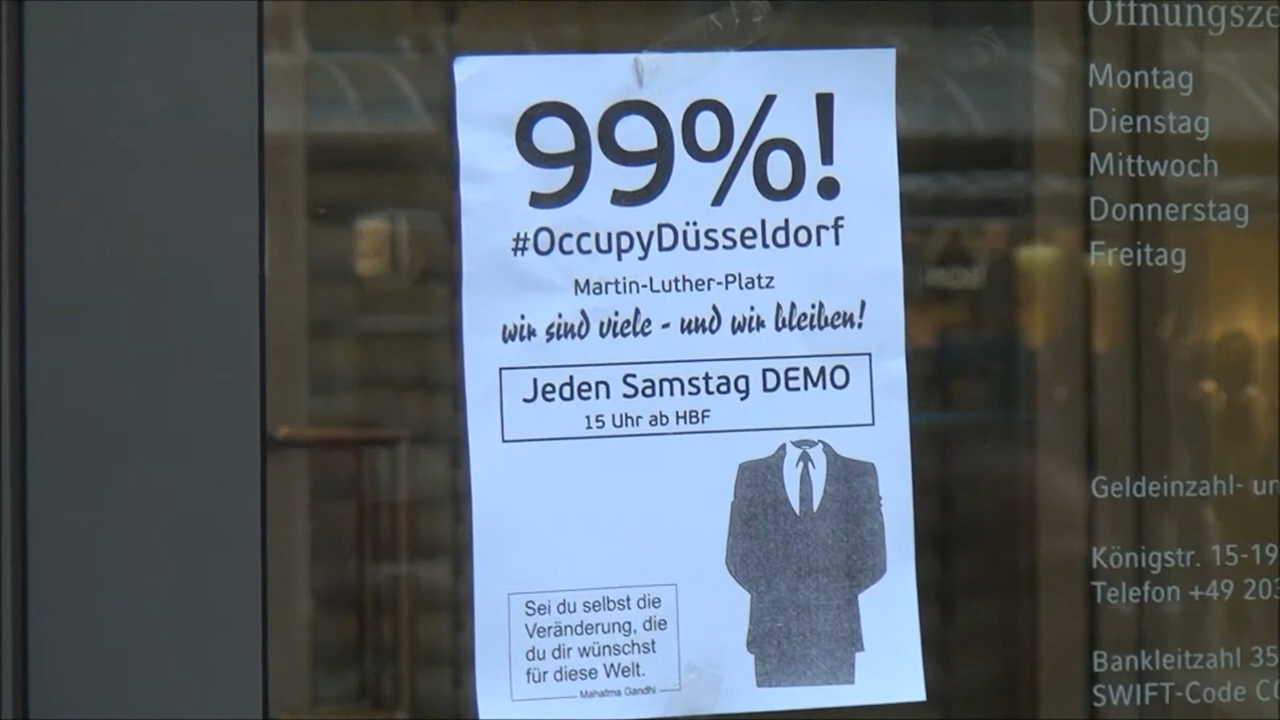 99%!
#OccupyDüsseldorf
Martin-Luther-Platz
wir sind viele - und wir bleiben!
Jeden Samstag DEMO
15 Uhr ab HBF
Sei du selbst die
Veränderung, die
du dir wünschst
für diese Welt.
Mahatma Gandhi
Montag
Dienstag
Mittwoch
Donnerstag
Freitag
Geldeinzahl-
Königstr. 15-19
Telefon +49 203
Bankleitzahl 35
SWIFT-Code